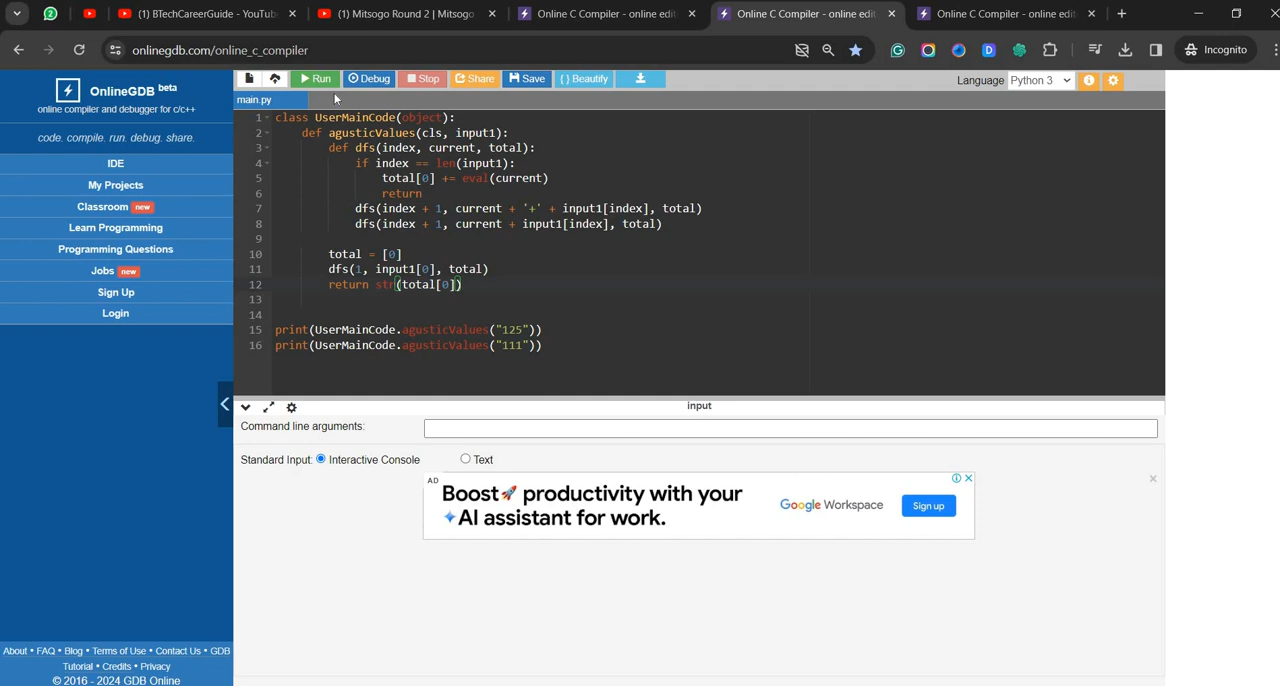 (1) BTechCareerGuide - YouTub
(1) Mitsogo Round 2 | Mitsogo
Online C Compiler - online edit
Online C Compiler - online edit
Online C Compiler - online edit
onlinegdb.com/online_c_compiler
Incognito
OnlineGDB beta
online compiler and debugger for c/c++
code. compile. run. debug. share.
IDE
My Projects
Classroom new
Learn Programming
Programming Questions
Jobs new
Sign Up
Login
About • FAQ • Blog • Terms of Use • Contact Us • GDB
Tutorial • Credits • Privacy
© 2016 - 2024 GDB Online
Run Debug Stop Share Save { } Beautify
Language Python 3
main.py
1 class UserMainCode(object):
2 def agusticValues(cls, input1):
3 def dfs(index, current, total):
4 if index == len(input1):
5 total[0] += eval(current)
6 return
7 dfs(index + 1, current + '+' + input1[index], total)
8 dfs(index + 1, current + input1[index], total)
9
10 total = [0]
11 dfs(1, input1[0], total)
12 return str(total[0])
13
14
15 print(UserMainCode.agusticValues("125"))
16 print(UserMainCode.agusticValues("111"))
input
Command line arguments:
Standard Input: Interactive Console Text
AD
Boost🚀 productivity with your
AI assistant for work.
Google Workspace
Sign up